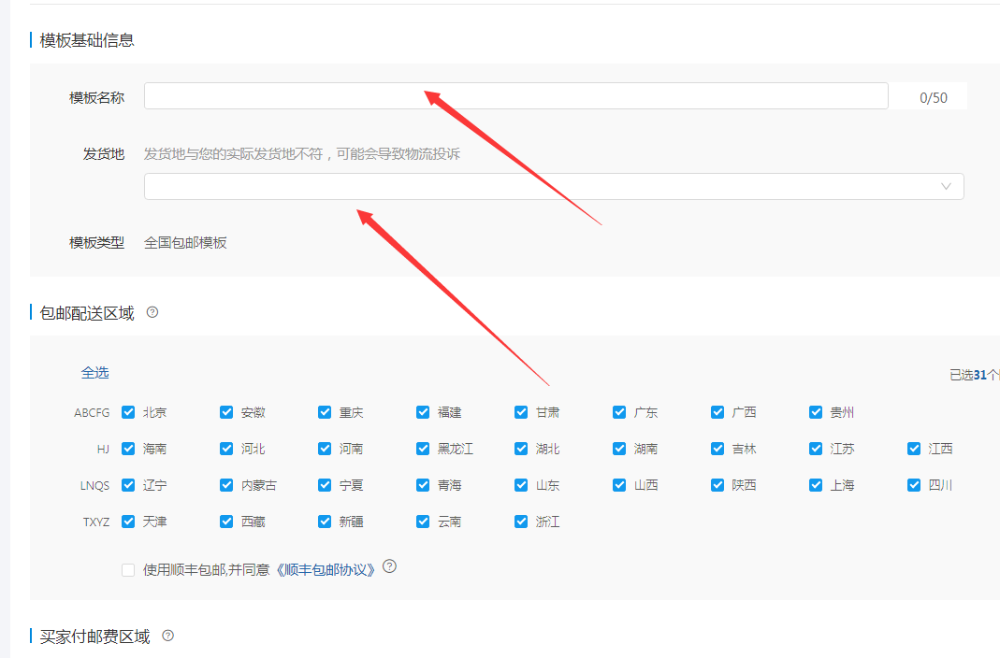 模板基础信息
模板名称 0/50
发货地 发货地与您的实际发货地不符，可能会导致物流投诉
模板类型 全国包邮模板
包邮配送区域 ?
全选 已选31个
ABCFG 北京 安徽 重庆 福建 甘肃 广东 广西 贵州
HJ 海南 河北 河南 黑龙江 湖北 湖南 吉林 江苏 江西
LNQS 辽宁 内蒙古 宁夏 青海 山东 山西 陕西 上海 四川
TXYZ 天津 西藏 新疆 云南 浙江
使用顺丰包邮,并同意《顺丰包邮协议》 ?
买家付邮费区域 ?